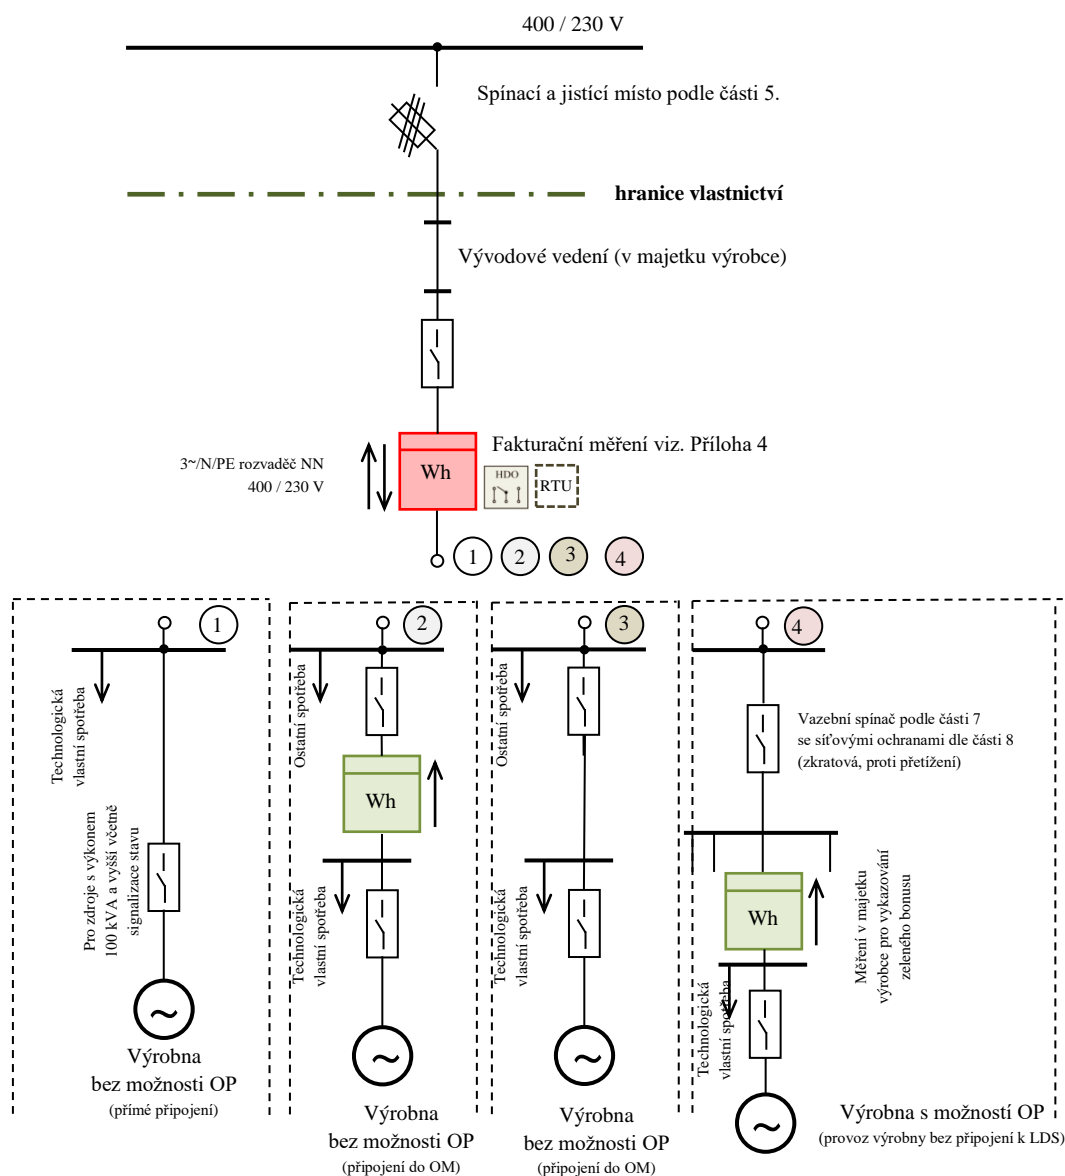 400 / 230 V
Spínací a jistící místo podle části 5.
hranice vlastnictví
Vývodové vedení (v majetku výrobce)
Fakturační měření viz. Příloha 4
3~/N/PE rozvaděč NN
400 / 230 V
Wh
HDO
RTU
1
2
3
4
1
Technologická
vlastní spotřeba
Pro zdroje s výkonem
100 kVA a vyšší včetně
signalizace stavu
~
Výrobna
bez možnosti OP
(přímé připojení)
2
Ostatní spotřeba
Wh
Technologická
vlastní spotřeba
~
Výrobna
bez možnosti OP
(připojení do OM)
3
Ostatní spotřeba
Technologická
vlastní spotřeba
~
Výrobna
bez možnosti OP
(připojení do OM)
4
Vazební spínač podle části 7
se síťovými ochranami dle části 8
(zkratová, proti přetížení)
Wh
Měření v majetku
výrobce pro vykazování
zeleného bonusu
Technologická
vlastní spotřeba
~
Výrobna s možností OP
(provoz výrobny bez připojení k LDS)